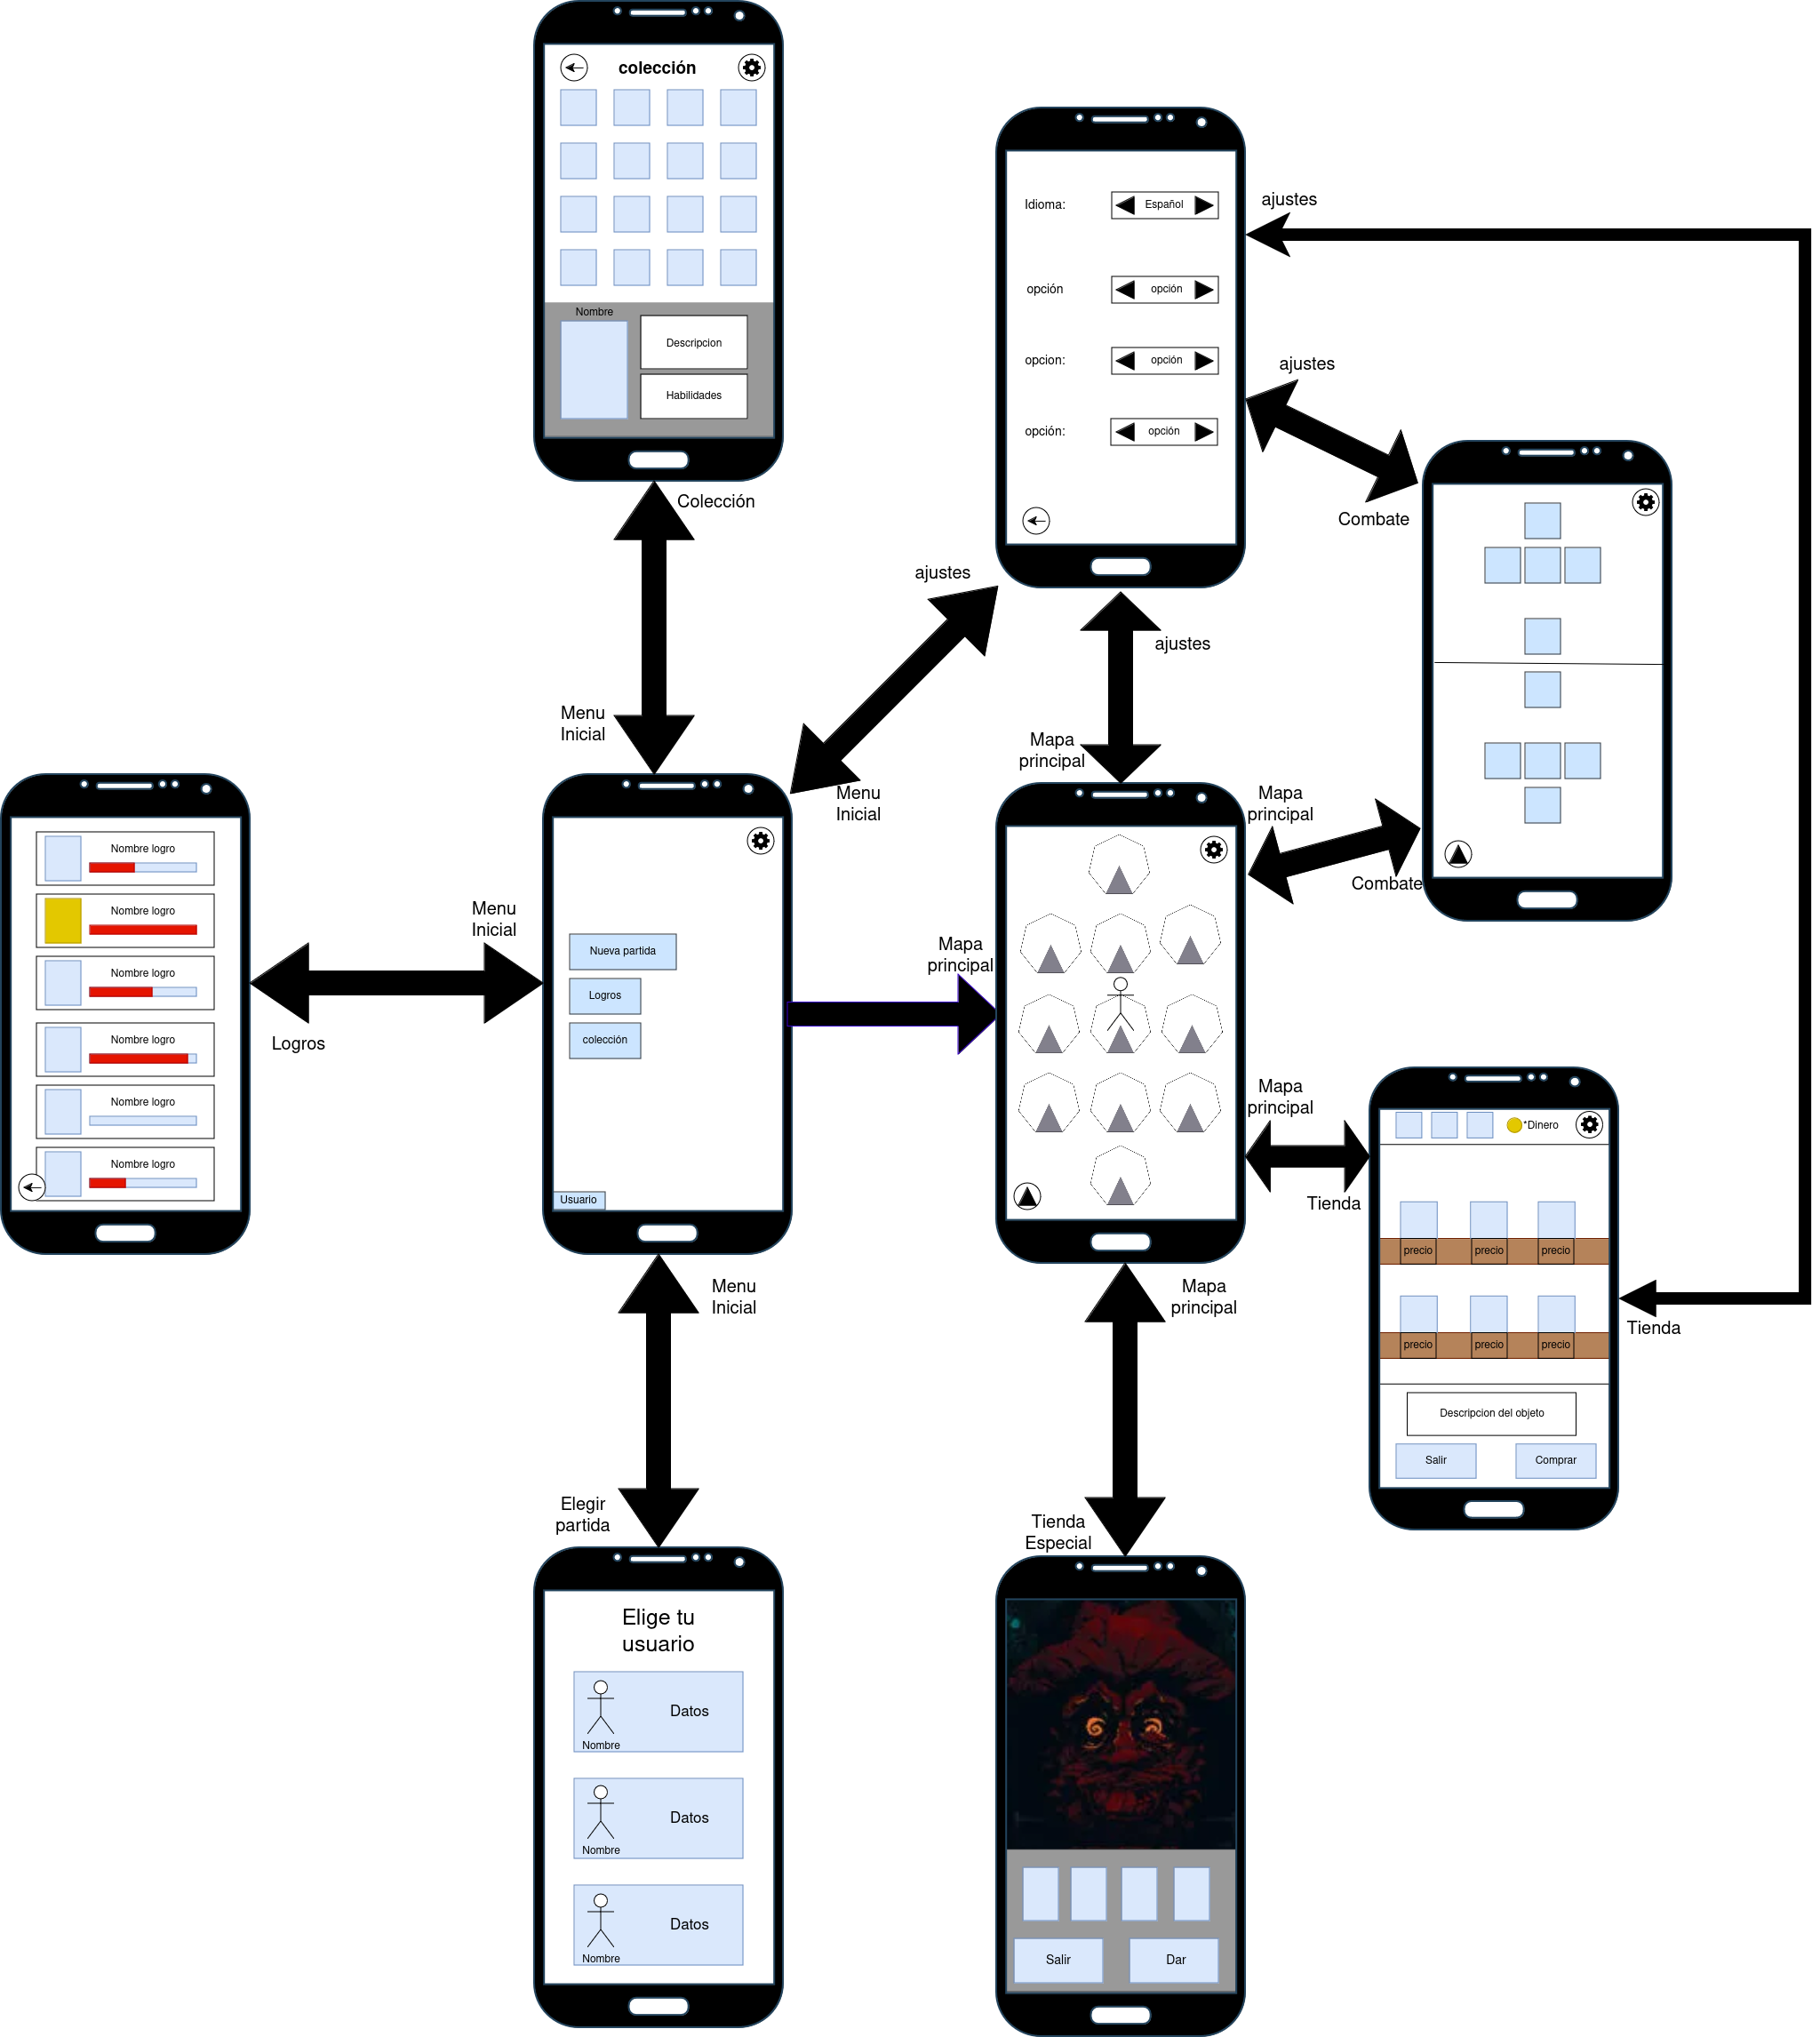 colección
Nombre
Descripcion
Habilidades
Colección
Idioma:
Español
opción
opción
opcion:
opción
opción:
opción
ajustes
ajustes
Combate
ajustes
ajustes
Menu
Inicial
Menu
Inicial
Mapa
principal
Mapa
principal
Combate
Nombre logro
Nombre logro
Nombre logro
Nombre logro
Nombre logro
Nombre logro
Menu
Inicial
Logros
Nueva partida
Logros
colección
Usuario
Mapa
principal
Mapa
principal
Tienda
*Dinero
precio
precio
precio
precio
precio
precio
Descripcion del objeto
Salir
Comprar
Tienda
Menu
Inicial
Mapa
principal
Elegir
partida
Tienda
Especial
Elige tu
usuario
Datos
Nombre
Datos
Nombre
Datos
Nombre
Salir
Dar